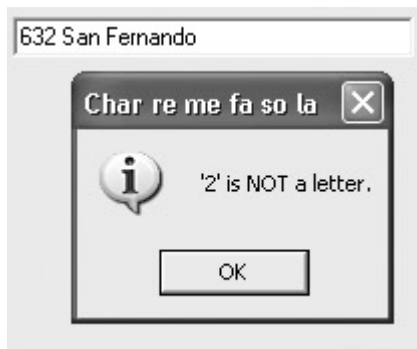 632 San Fernando
Char re me fa so la
'2' is NOT a letter.
OK